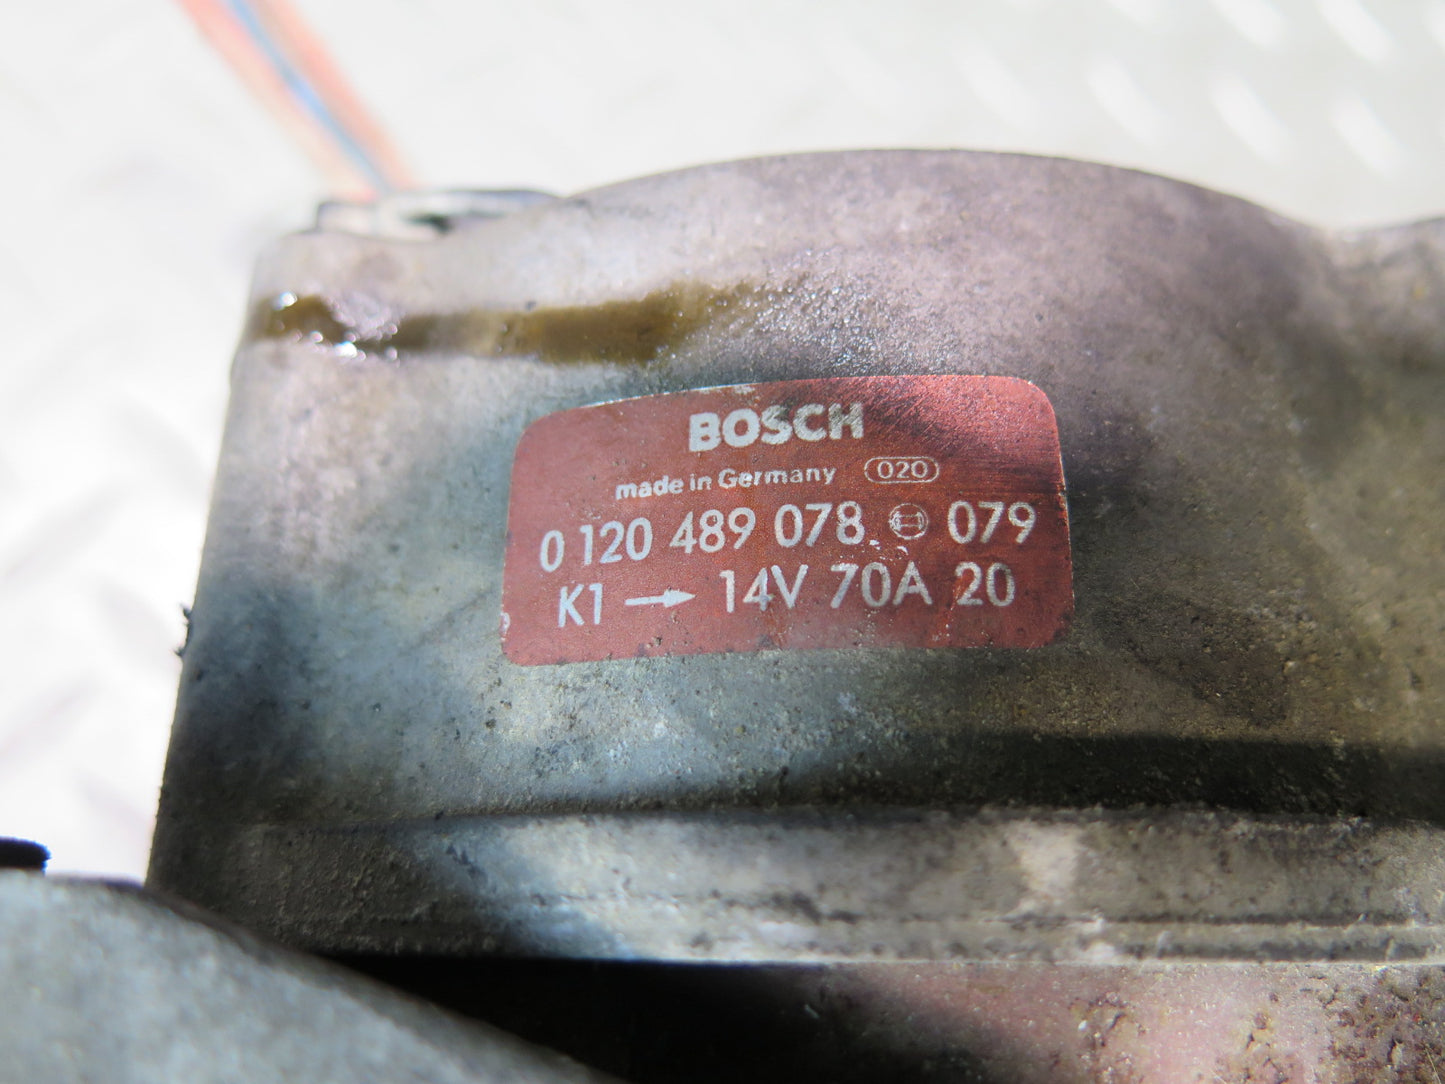 BOSCH
made in Germany 020
0 120 489 078 079
K1 → 14V 70A 20